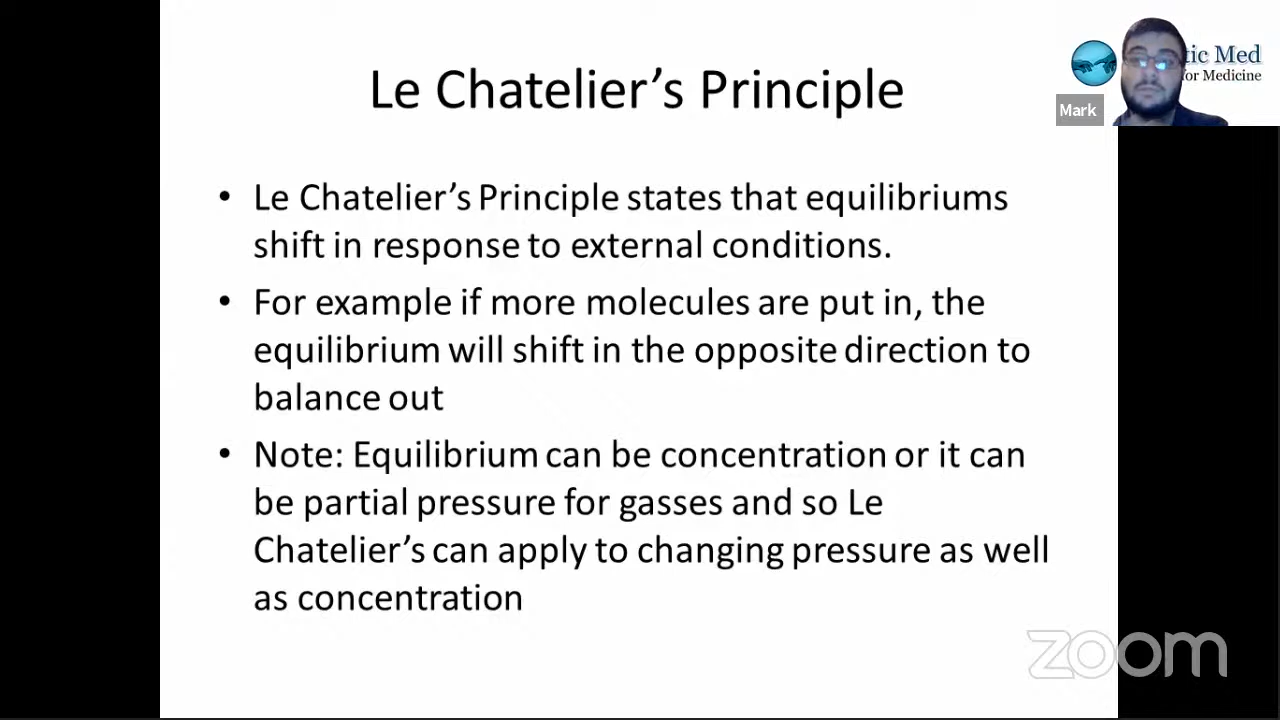 Le Chatelier's Principle
tic Med
for Medicine
Mark
• Le Chatelier's Principle states that equilibriums
shift in response to external conditions.
• For example if more molecules are put in, the
equilibrium will shift in the opposite direction to
balance out
• Note: Equilibrium can be concentration or it can
be partial pressure for gasses and so Le
Chatelier's can apply to changing pressure as well
as concentration
zoom